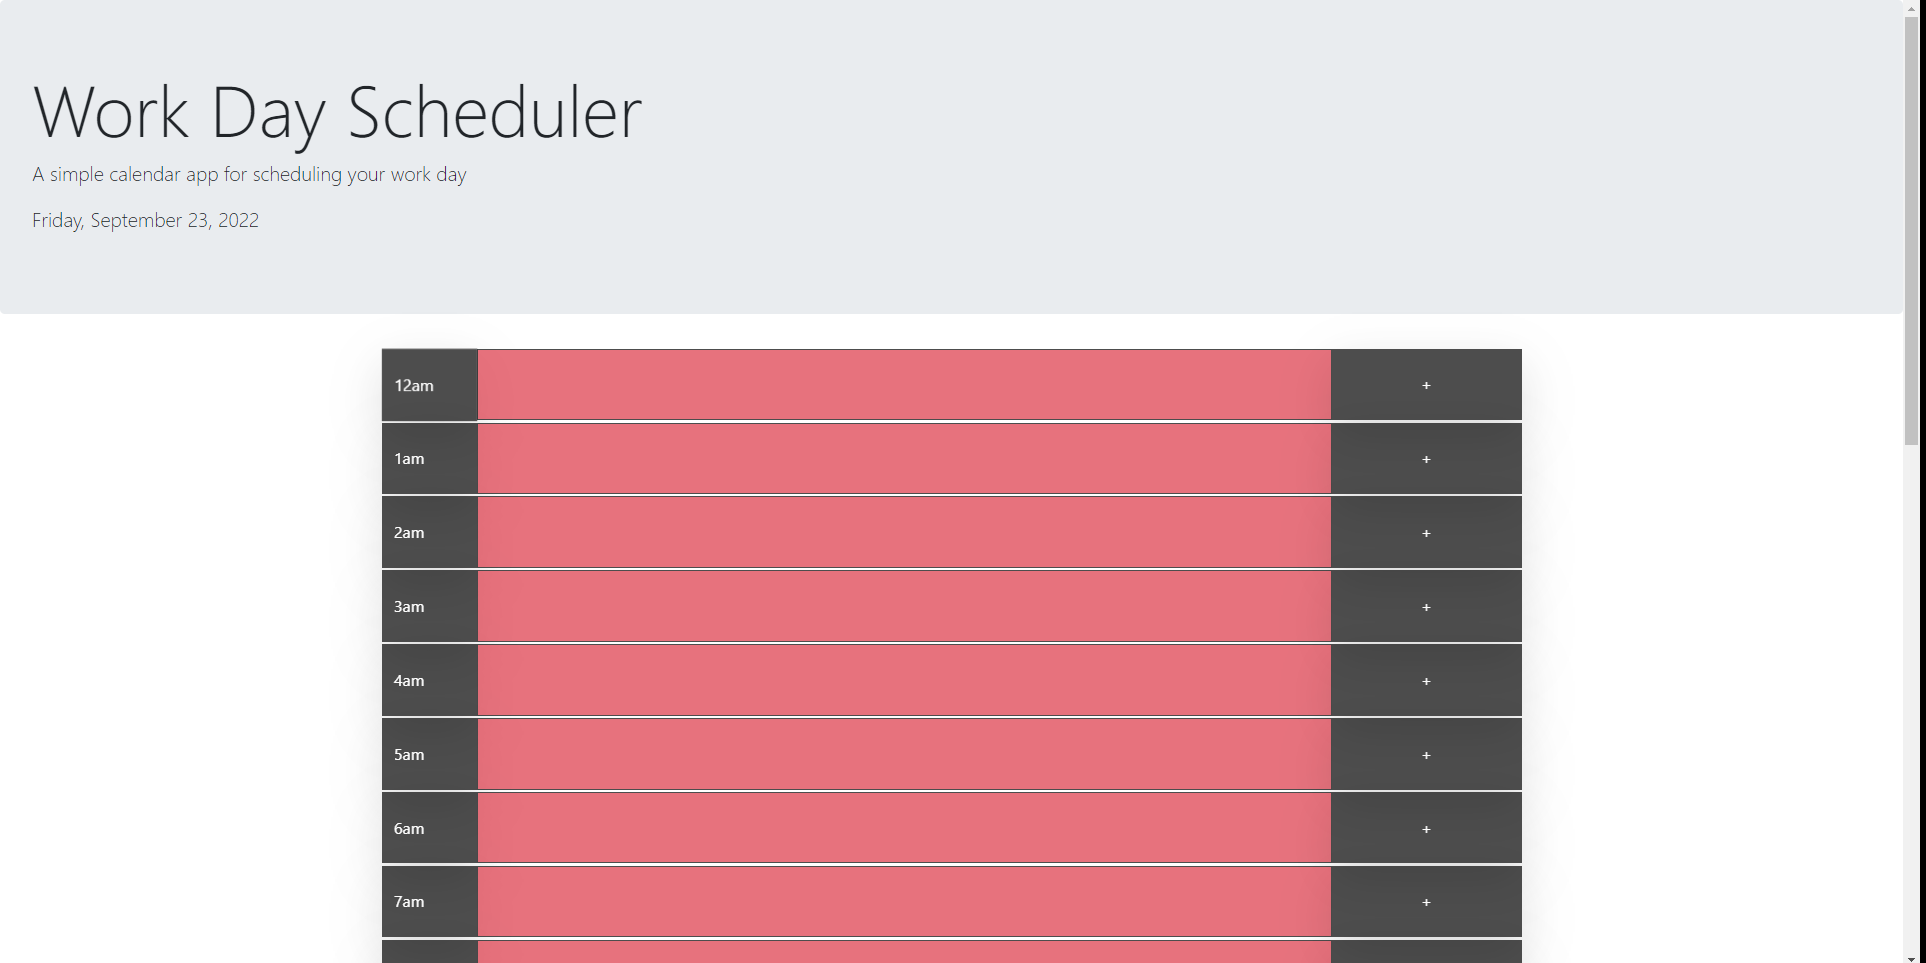 Work Day Scheduler
A simple calendar app for scheduling your work day
Friday, September 23, 2022
12am +
1am +
2am +
3am +
4am +
5am +
6am +
7am +